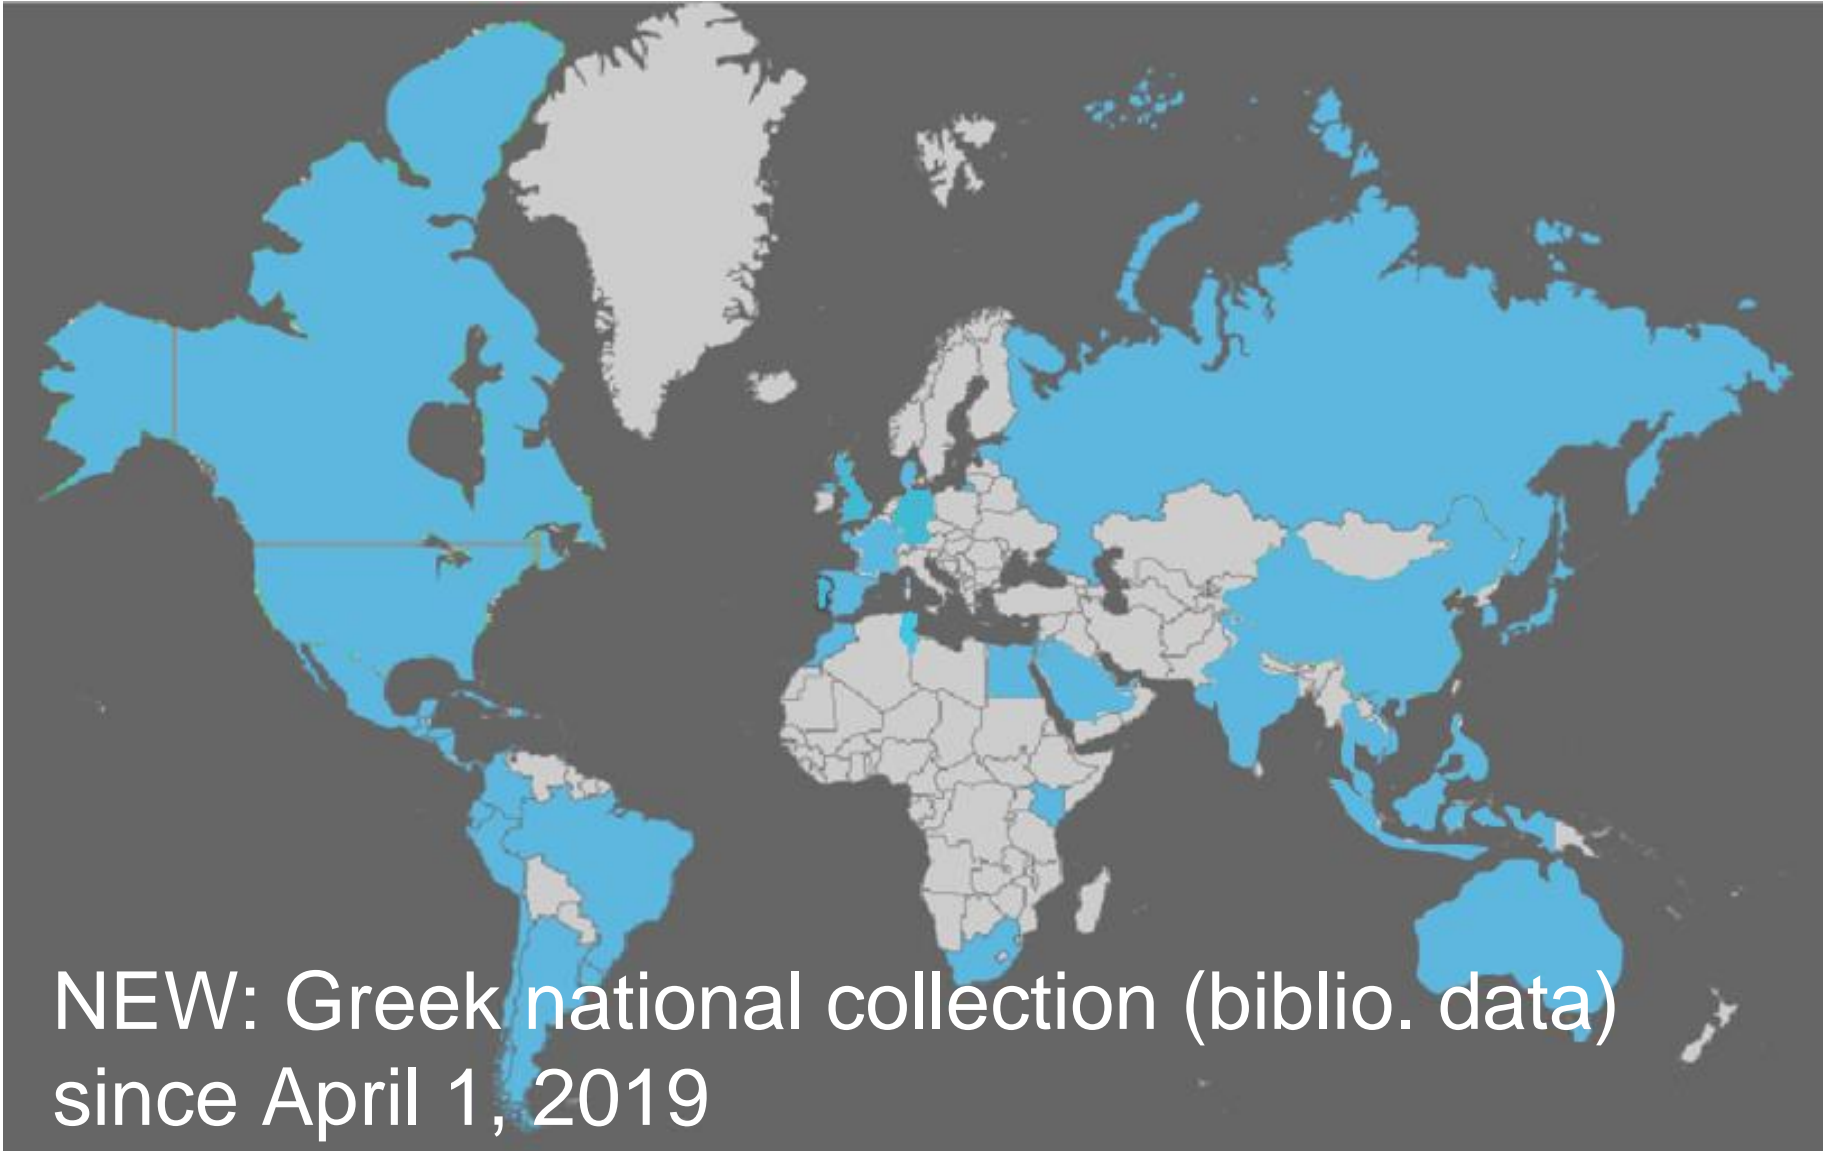 NEW: Greek national collection (biblio. data)
since April 1, 2019